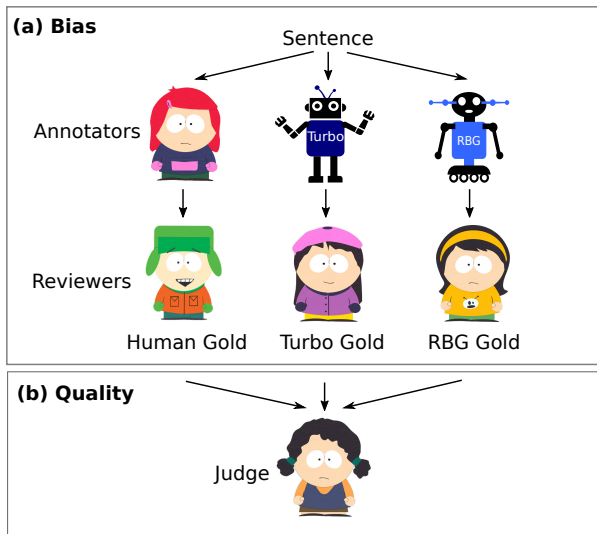 (a) Bias
Sentence
Annotators
Turbo
RBG
Reviewers
Human Gold Turbo Gold RBG Gold
(b) Quality
Judge